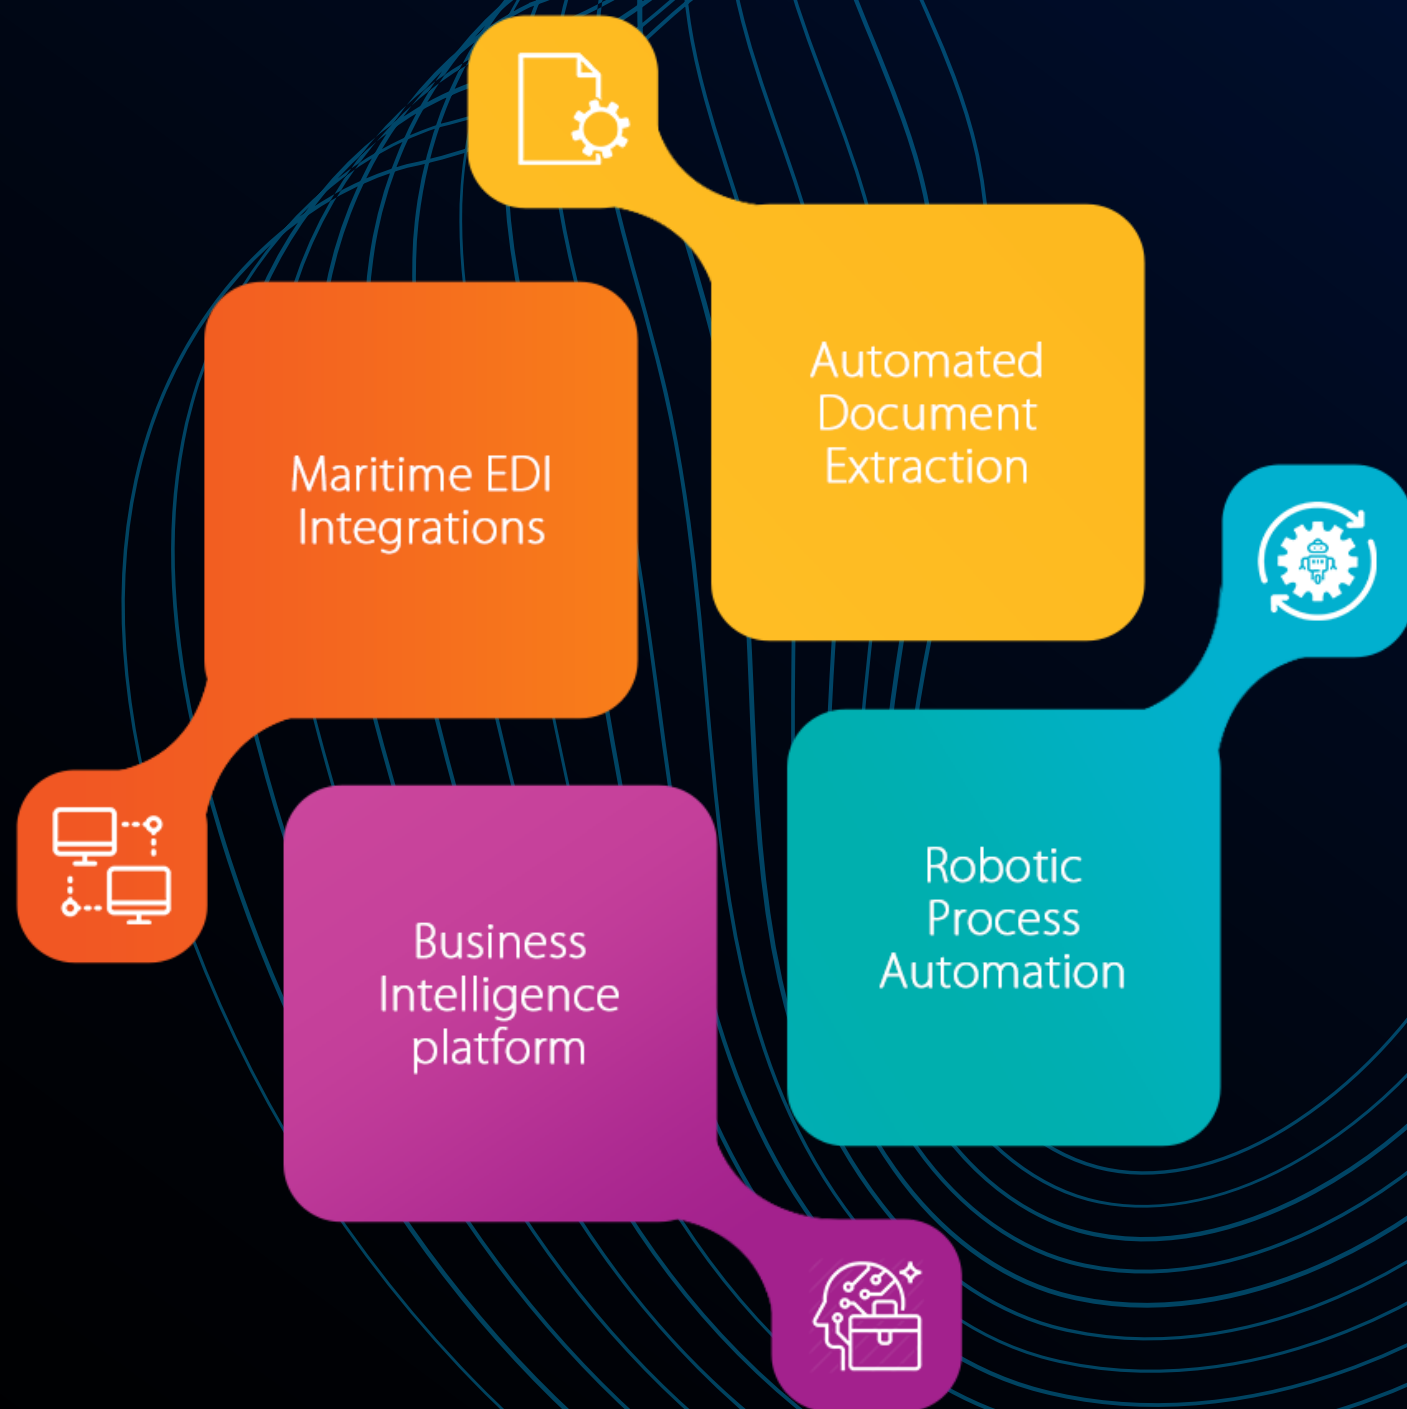 Automated
Document
Extraction
Maritime EDI
Integrations
Robotic
Process
Automation
Business
Intelligence
platform